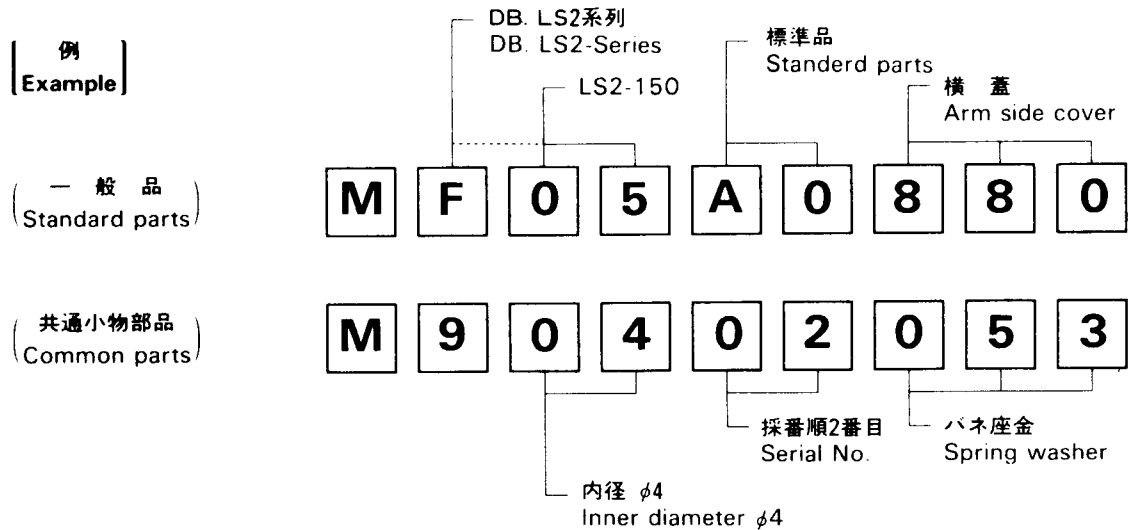 例
Example
DB. LS2系列
DB. LS2-Series
LS2-150
標準品
Standerd parts
横 蓋
Arm side cover
一 般 品
Standard parts
M F 0 5 A 0 8 8 0
共通小物部品
Common parts
M 9 0 4 0 2 0 5 3
採番順2番目
Serial No.
バネ座金
Spring washer
内径 φ4
Inner diameter φ4